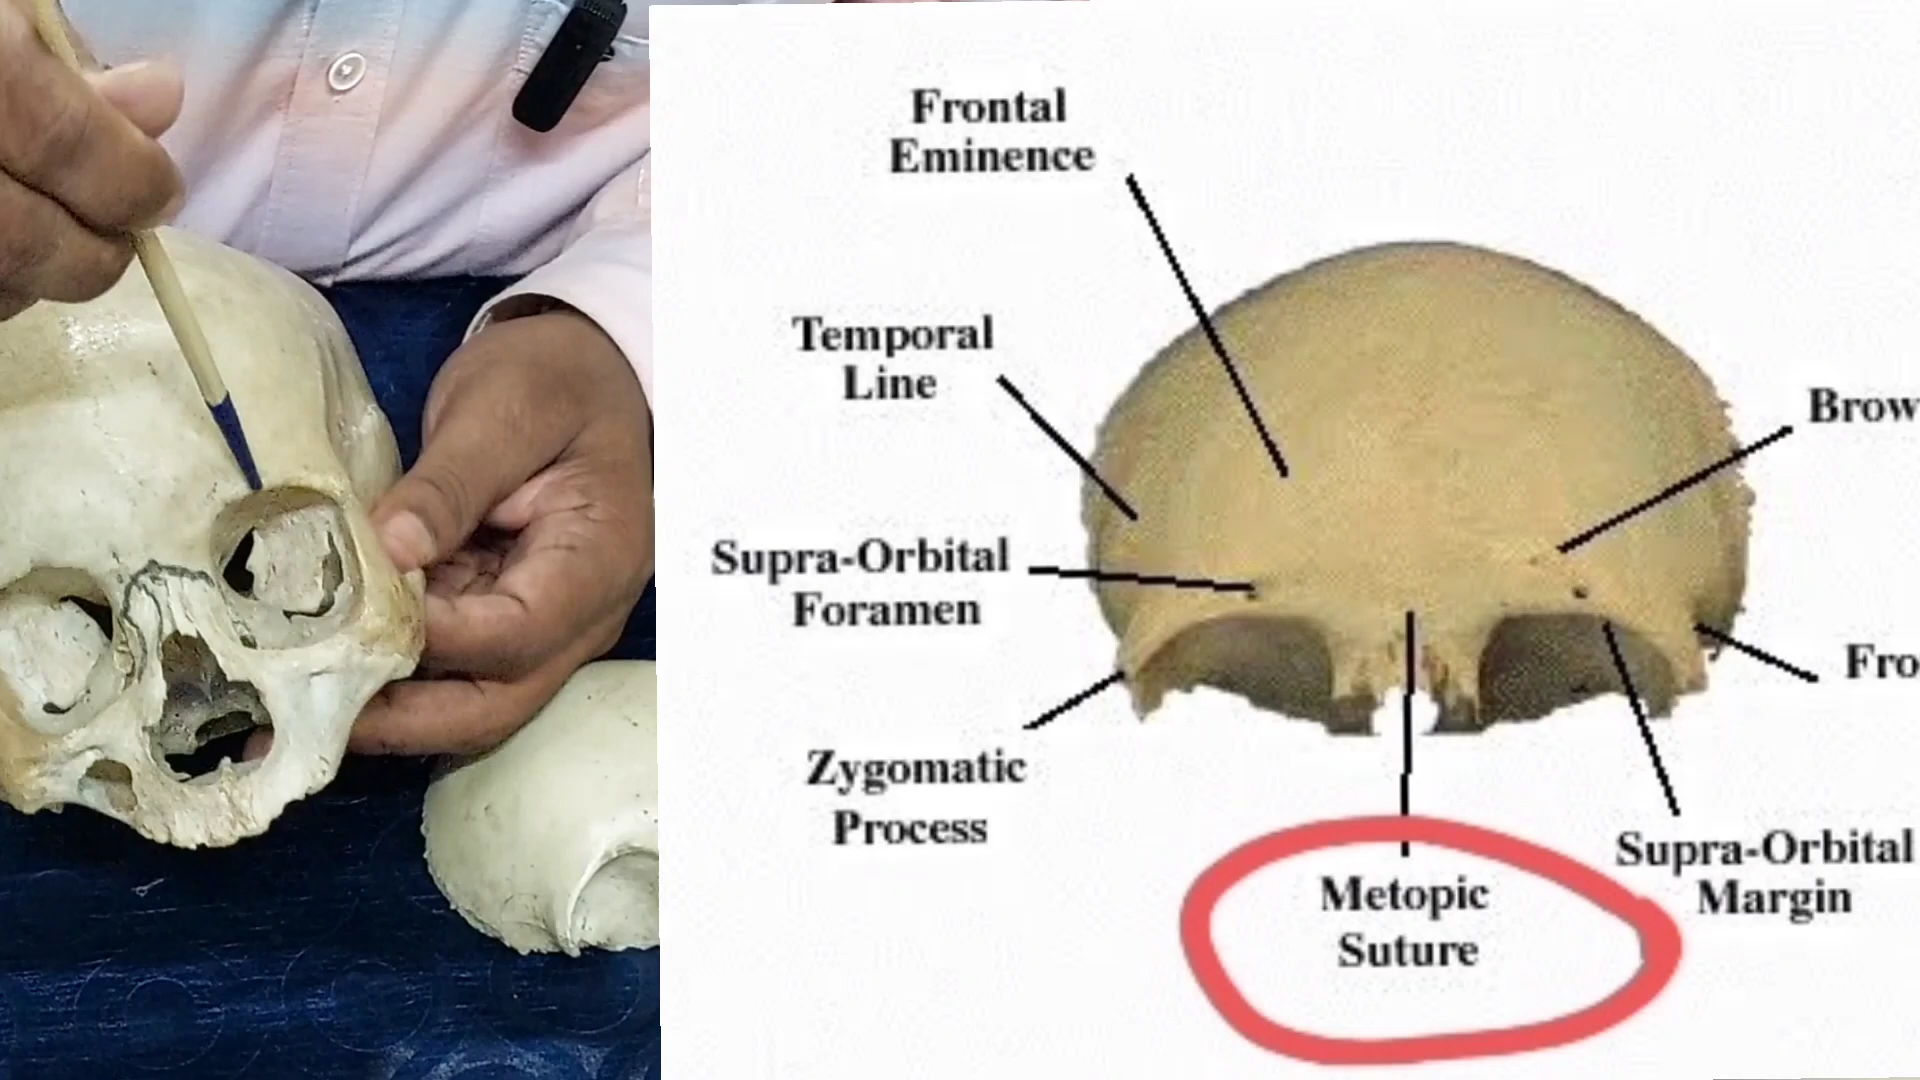 Frontal
Eminence
Temporal
Line
Brow
Supra-Orbital
Foramen
Fro
Zygomatic
Process
Supra-Orbital
Margin
Metopic
Suture